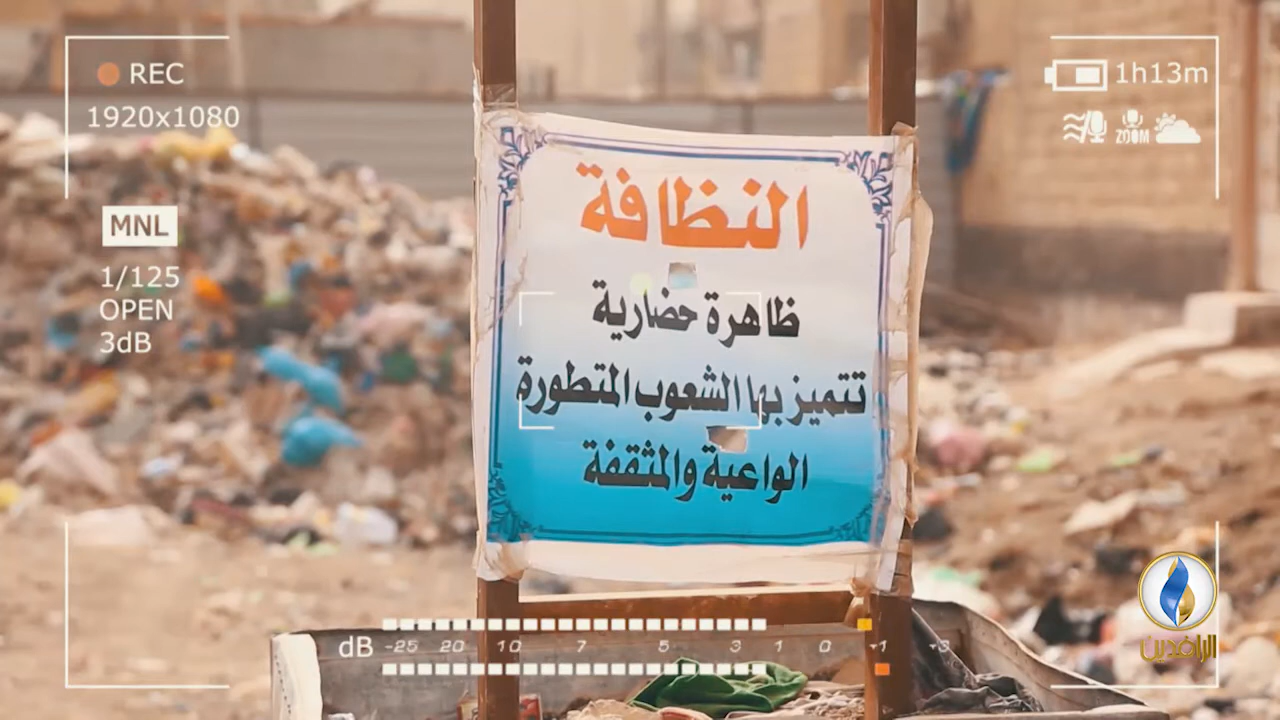 REC
1920x1080
1h13m
ZOOM
MNL
1/125
OPEN
3dB
النظافة
ظاهرة حضارية
تتميز بها الشعوب المتطورة
الواعية والمثقفة
dB -25 20 10 7 5 3 1 0 +1 +3
الرافدين